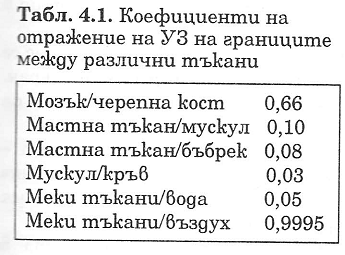 Табл. 4.1. Коефициенти на
отражение на УЗ на границите
между различни тъкани
Мозък/черепна кост 0,66
Мастна тъкан/мускул 0,10
Мастна тъкан/бъбрек 0,08
Мускул/кръв 0,03
Меки тъкани/вода 0,05
Меки тъкани/въздух 0,9995